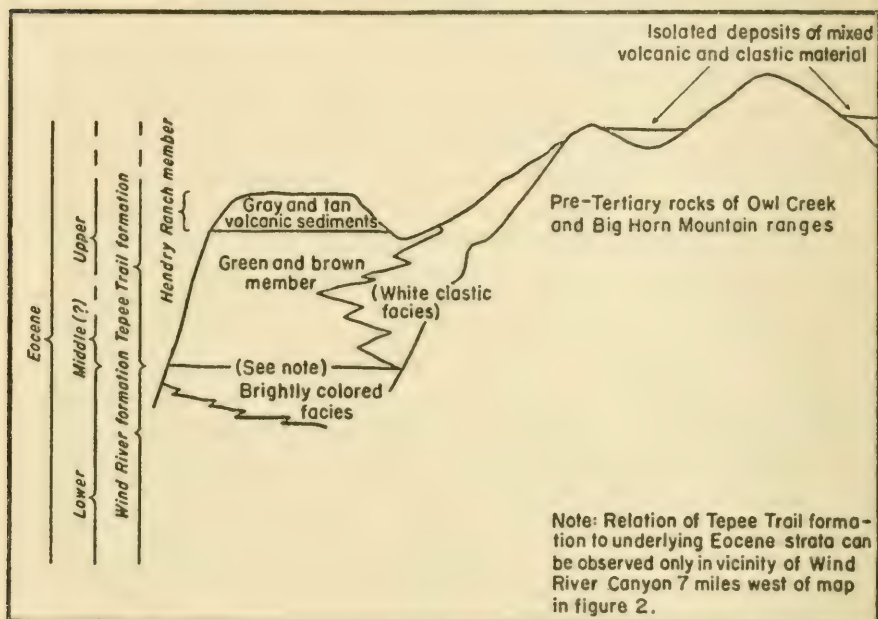 Isolated deposits of mixed
volcanic and clastic material
Eocene
Lower
Middle (?)
Upper
Wind River formation
Tepee Trail formation
Hendry Ranch member
Gray and tan
volcanic sediments
Green and brown
member
(White clastic
facies)
(See note)
Brightly colored
facies
Pre-Tertiary rocks of Owl Creek
and Big Horn Mountain ranges
Note: Relation of Tepee Trail forma-
tion to underlying Eocene strata can
be observed only in vicinity of Wind
River Canyon 7 miles west of map
in figure 2.